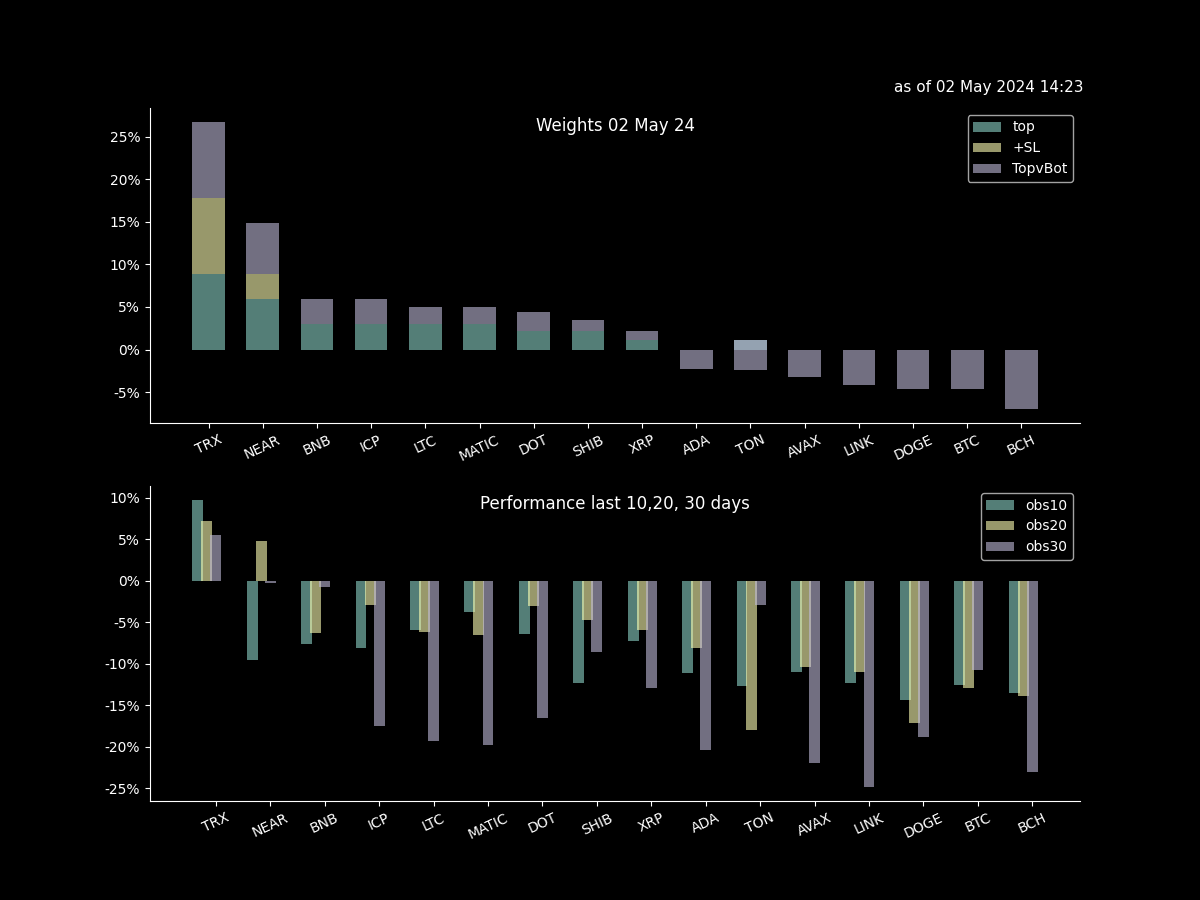 as of 02 May 2024 14:23
Weights 02 May 24
top
+SL
TopvBot
25%
20%
15%
10%
5%
0%
-5%
TRX NEAR BNB ICP LTC MATIC DOT SHIB XRP ADA TON AVAX LINK DOGE BTC BCH
Performance last 10,20, 30 days
obs10
obs20
obs30
10%
5%
0%
-5%
-10%
-15%
-20%
-25%
TRX NEAR BNB ICP LTC MATIC DOT SHIB XRP ADA TON AVAX LINK DOGE BTC BCH